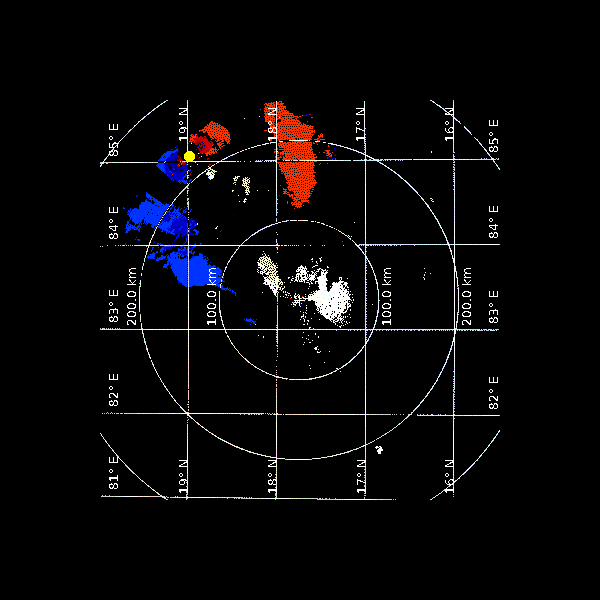 85° E
19° N
18° N
17° N
16° N
85° E
84° E
84° E
83° E
200.0 km
100.0 km
100.0 km
200.0 km
83° E
82° E
82° E
81° E
19° N
18° N
17° N
16° N
81° E